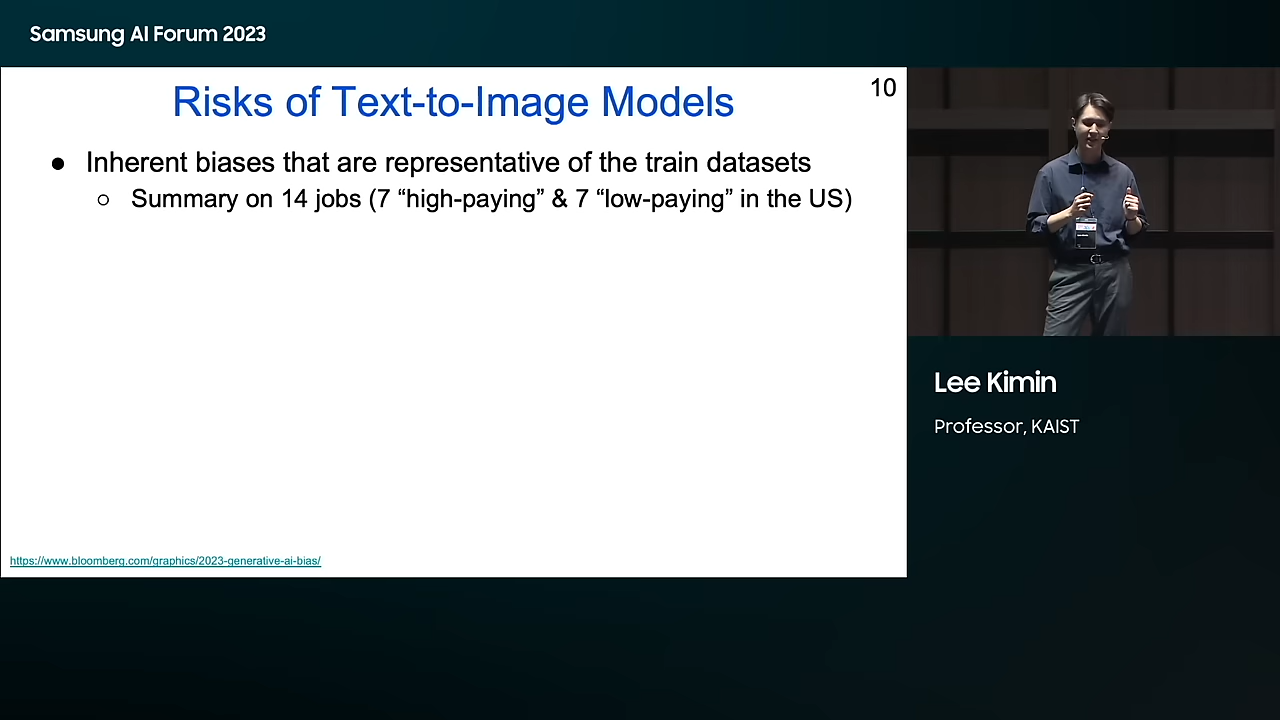 Samsung AI Forum 2023
Risks of Text-to-Image Models
10
● Inherent biases that are representative of the train datasets
○ Summary on 14 jobs (7 “high-paying” & 7 “low-paying” in the US)
https://www.bloomberg.com/graphics/2023-generative-ai-bias/
Lee Kimin
Professor, KAIST